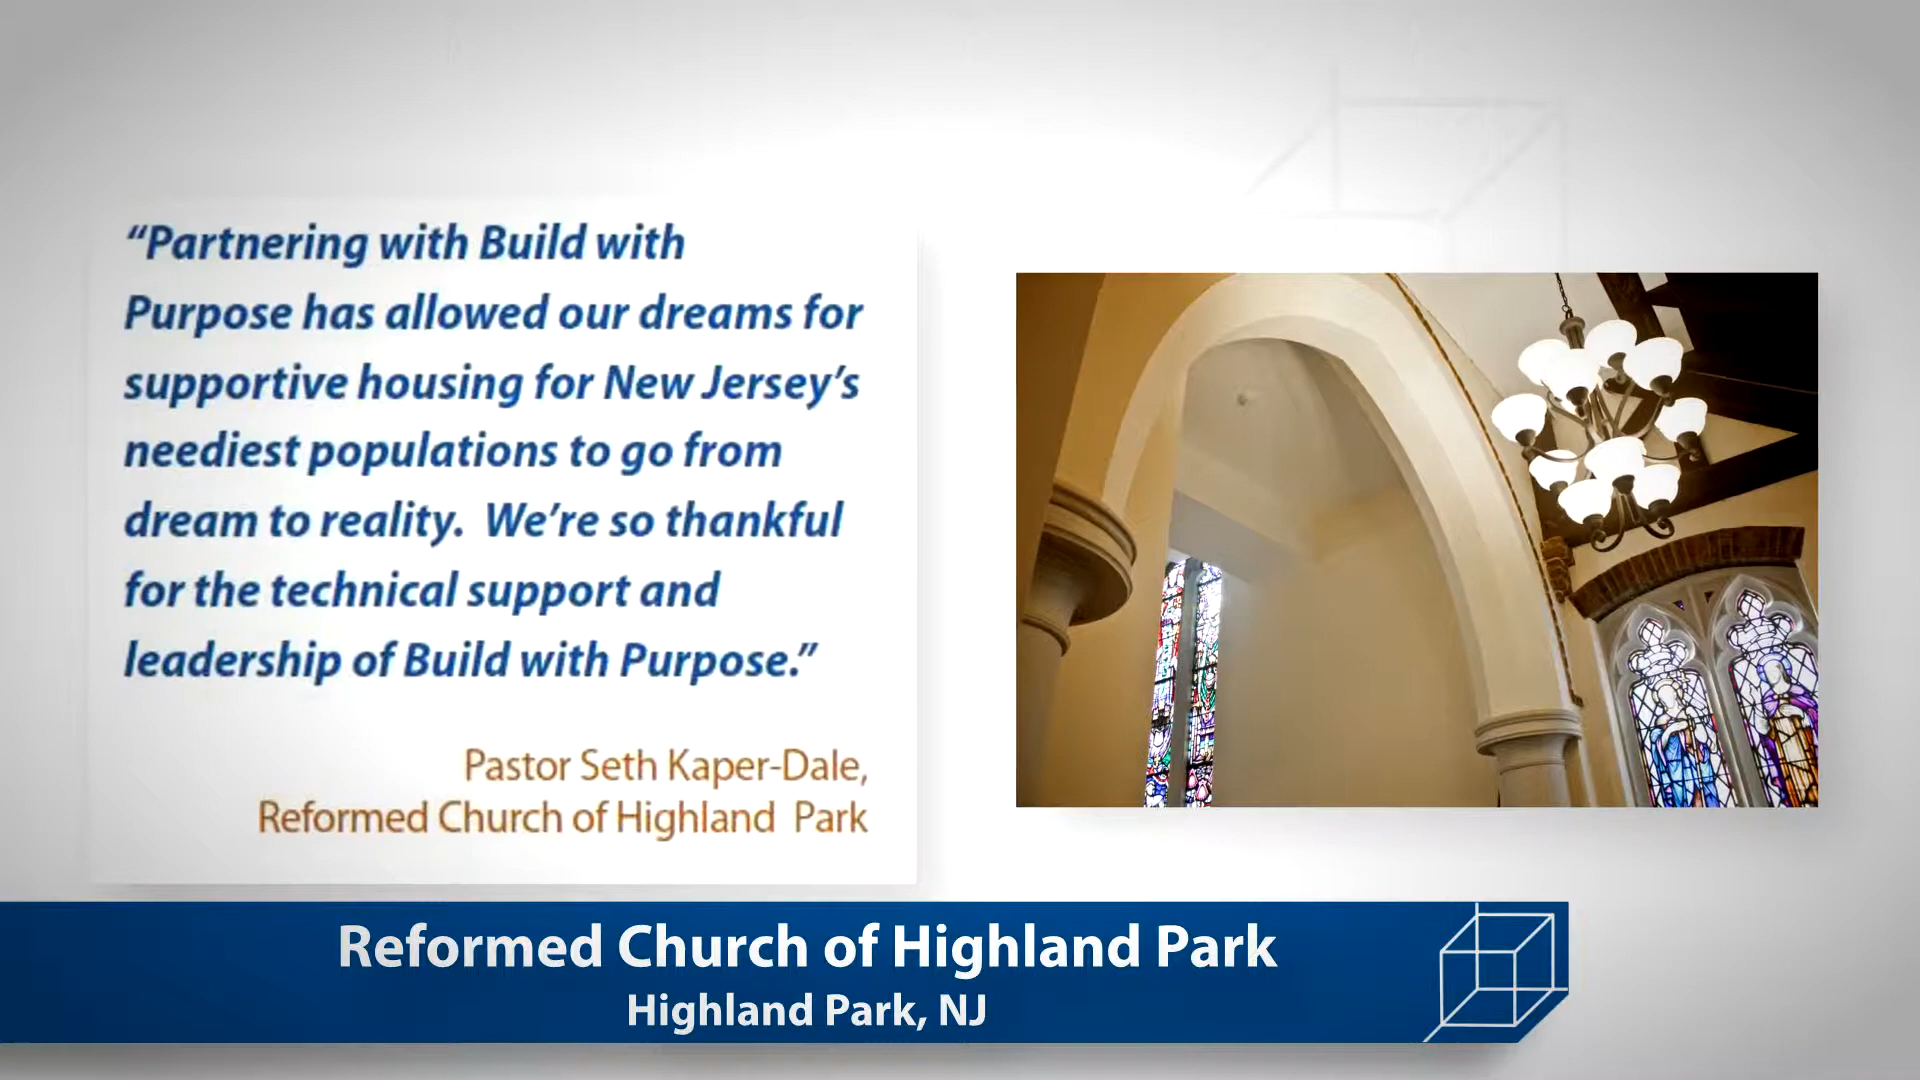 “Partnering with Build with
Purpose has allowed our dreams for
supportive housing for New Jersey’s
neediest populations to go from
dream to reality.  We’re so thankful
for the technical support and
leadership of Build with Purpose.”
Pastor Seth Kaper-Dale,
Reformed Church of Highland  Park
Reformed Church of Highland Park
Highland Park, NJ